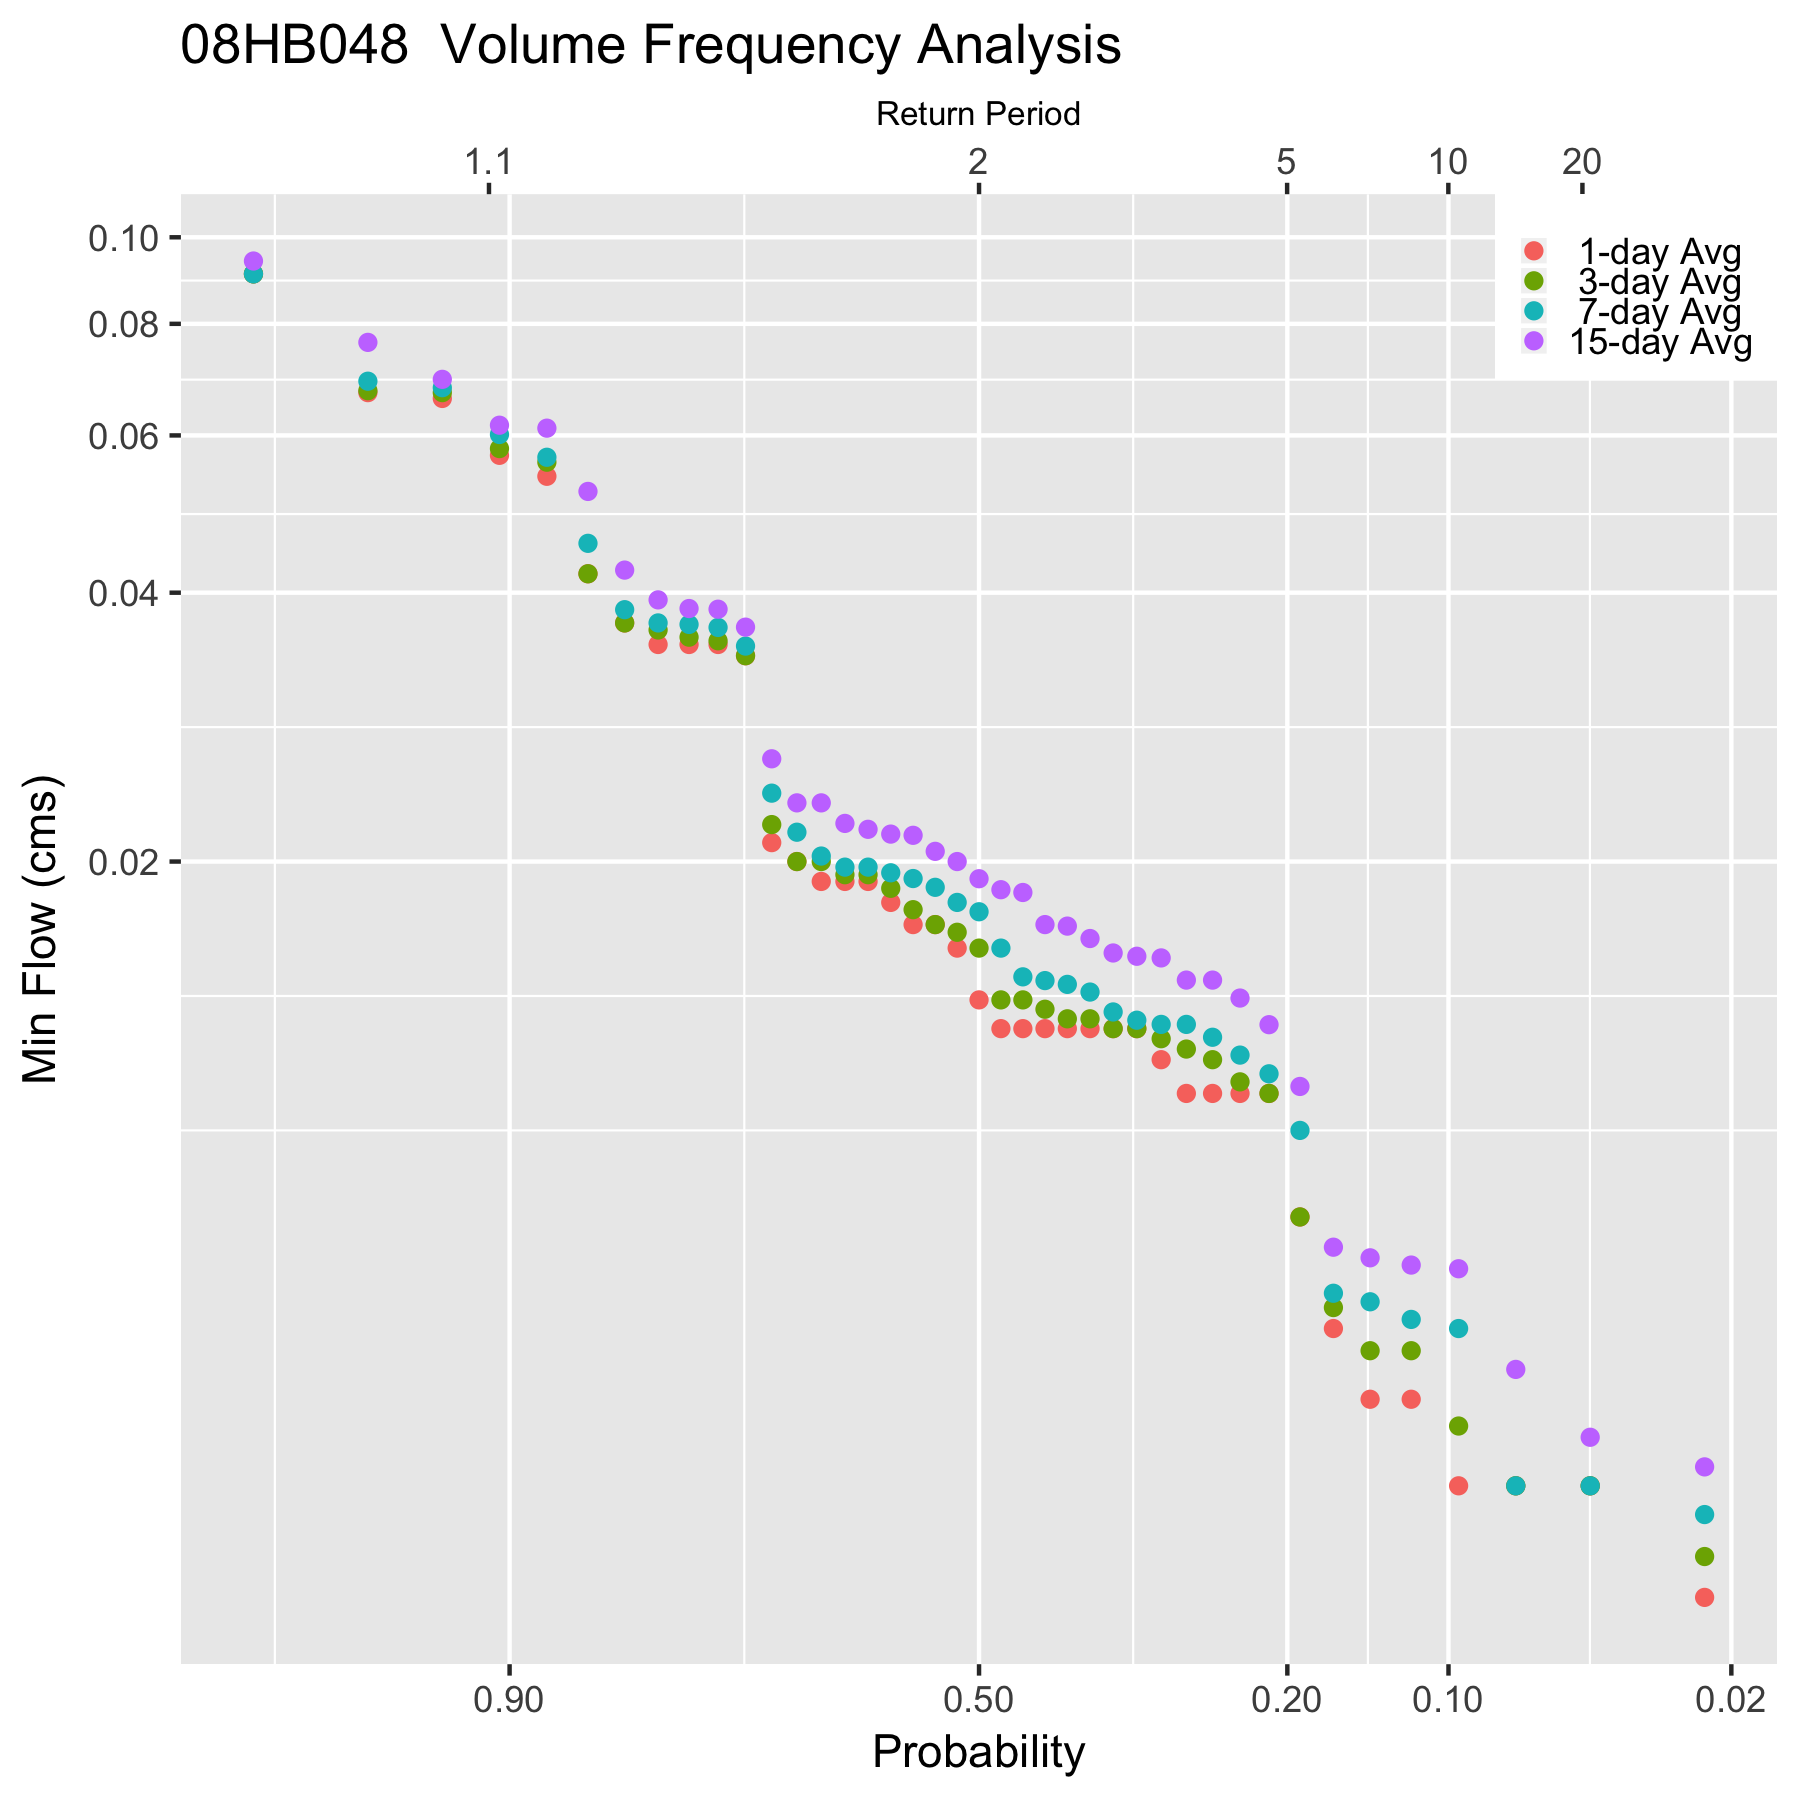 08HB048  Volume Frequency Analysis
Return Period
1.1 2 5 10 20
1-day Avg
3-day Avg
7-day Avg
15-day Avg
0.10
0.08
0.06
0.04
0.02
Min Flow (cms)
0.90 0.50 0.20 0.10 0.02
Probability